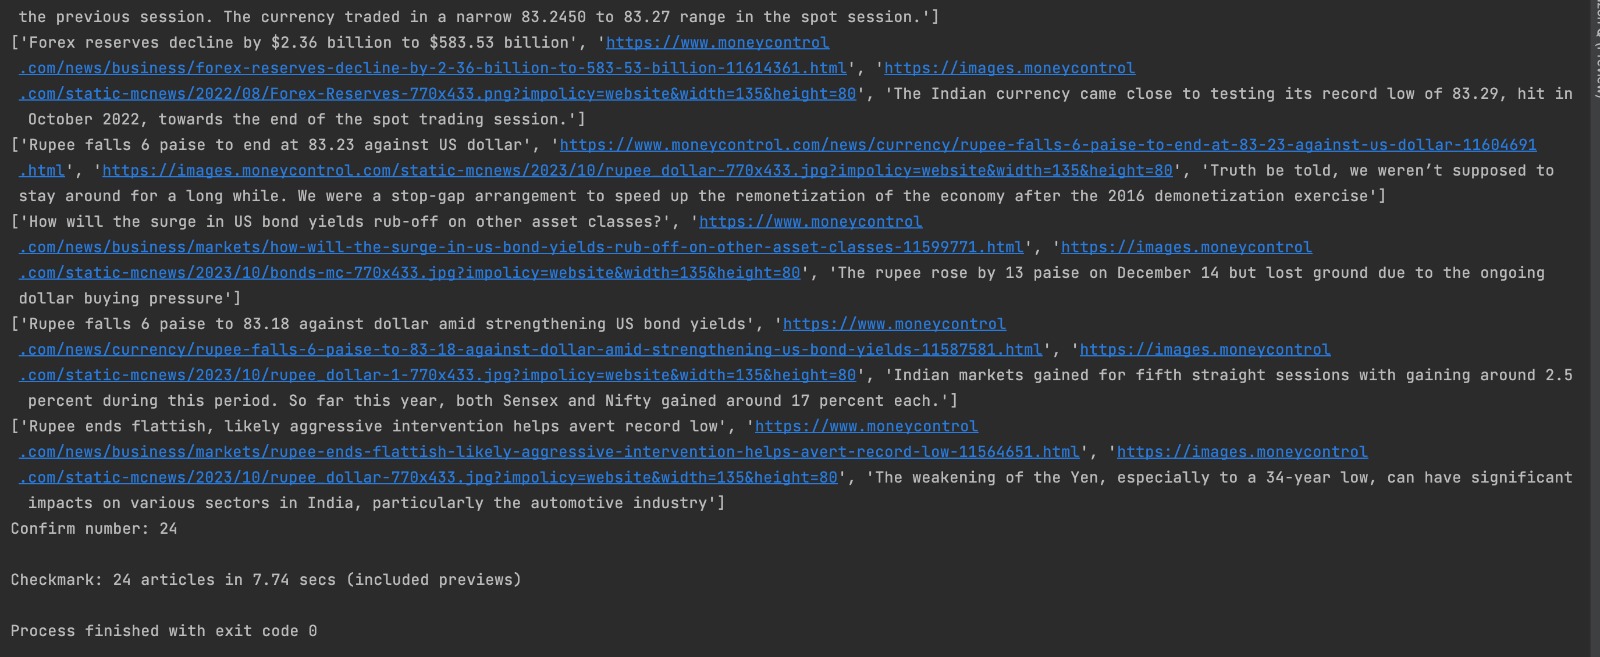 the previous session. The currency traded in a narrow 83.2450 to 83.27 range in the spot session.']
['Forex reserves decline by $2.36 billion to $583.53 billion', 'https://www.moneycontrol
.com/news/business/forex-reserves-decline-by-2-36-billion-to-583-53-billion-11614361.html', 'https://images.moneycontrol
.com/static-mcnews/2022/08/Forex-Reserves-770x433.png?impolicy=website&width=135&height=80', 'The Indian currency came close to testing its record low of 83.29, hit in
October 2022, towards the end of the spot trading session.']
['Rupee falls 6 paise to end at 83.23 against US dollar', 'https://www.moneycontrol.com/news/currency/rupee-falls-6-paise-to-end-at-83-23-against-us-dollar-11604691
.html', 'https://images.moneycontrol.com/static-mcnews/2023/10/rupee_dollar-770x433.jpg?impolicy=website&width=135&height=80', 'Truth be told, we weren’t supposed to
stay around for a long while. We were a stop-gap arrangement to speed up the remonetization of the economy after the 2016 demonetization exercise']
['How will the surge in US bond yields rub-off on other asset classes?', 'https://www.moneycontrol
.com/news/business/markets/how-will-the-surge-in-us-bond-yields-rub-off-on-other-asset-classes-11599771.html', 'https://images.moneycontrol
.com/static-mcnews/2023/10/bonds-mc-770x433.jpg?impolicy=website&width=135&height=80', 'The rupee rose by 13 paise on December 14 but lost ground due to the ongoing
dollar buying pressure']
['Rupee falls 6 paise to 83.18 against dollar amid strengthening US bond yields', 'https://www.moneycontrol
.com/news/currency/rupee-falls-6-paise-to-83-18-against-dollar-amid-strengthening-us-bond-yields-11587581.html', 'https://images.moneycontrol
.com/static-mcnews/2023/10/rupee_dollar-1-770x433.jpg?impolicy=website&width=135&height=80', 'Indian markets gained for fifth straight sessions with gaining around 2.5
percent during this period. So far this year, both Sensex and Nifty gained around 17 percent each.']
['Rupee ends flattish, likely aggressive intervention helps avert record low', 'https://www.moneycontrol
.com/news/business/markets/rupee-ends-flattish-likely-aggressive-intervention-helps-avert-record-low-11564651.html', 'https://images.moneycontrol
.com/static-mcnews/2023/10/rupee_dollar-770x433.jpg?impolicy=website&width=135&height=80', 'The weakening of the Yen, especially to a 34-year low, can have significant
impacts on various sectors in India, particularly the automotive industry']
Confirm number: 24
Checkmark: 24 articles in 7.74 secs (included previews)
Process finished with exit code 0